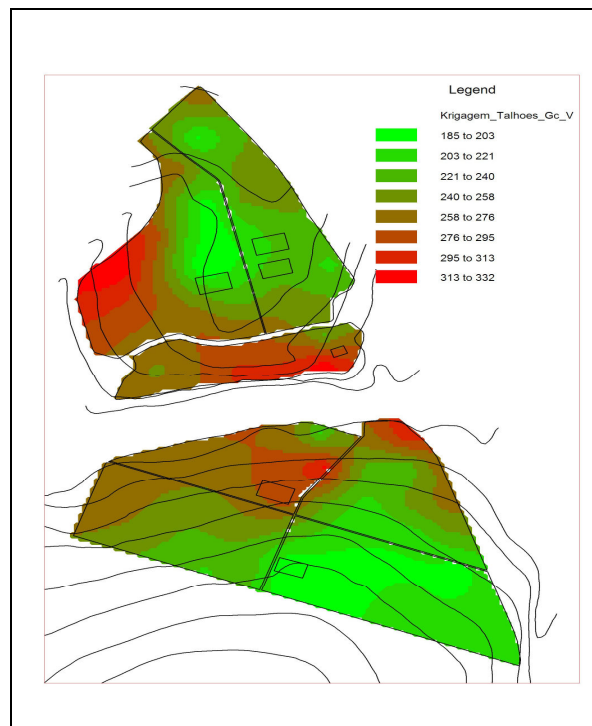 Legend
Krigagem_Talhoes_Gc_V
185 to 203
203 to 221
221 to 240
240 to 258
258 to 276
276 to 295
295 to 313
313 to 332